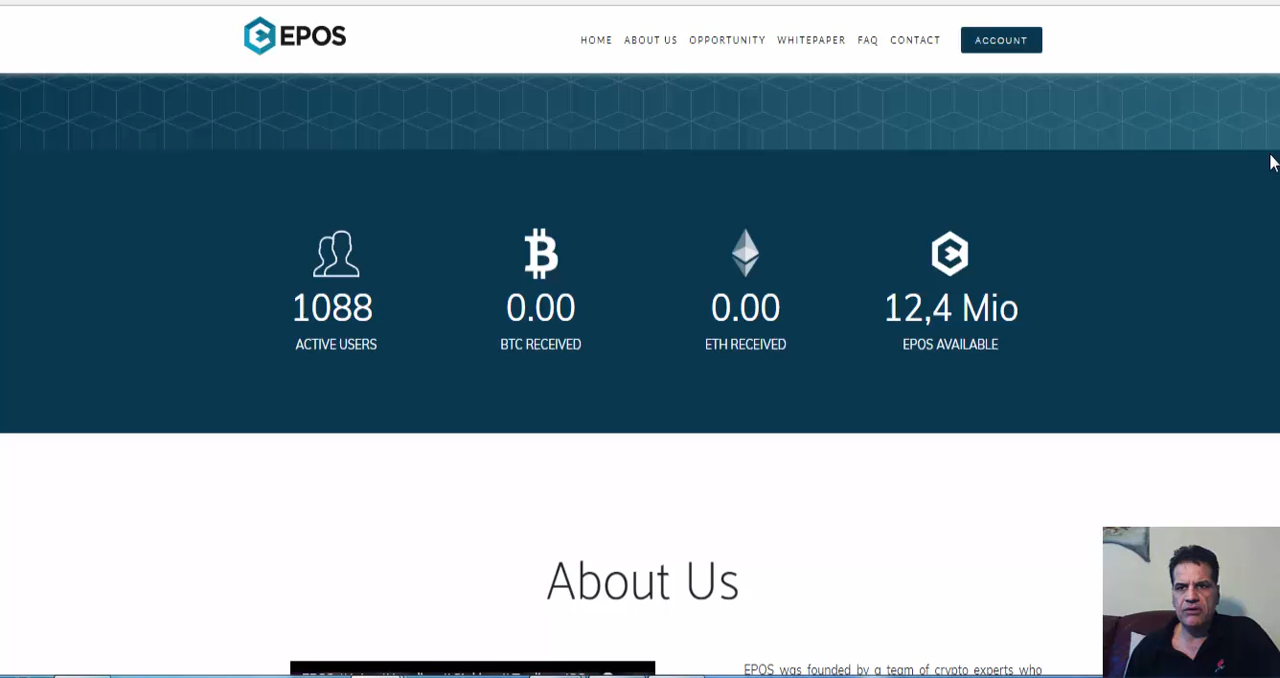 EPOS
HOME ABOUT US OPPORTUNITY WHITEPAPER FAQ CONTACT ACCOUNT
1088 0.00 0.00 12,4 Mio
ACTIVE USERS BTC RECEIVED ETH RECEIVED EPOS AVAILABLE
About Us
EPOS was founded by a team of crypto experts who